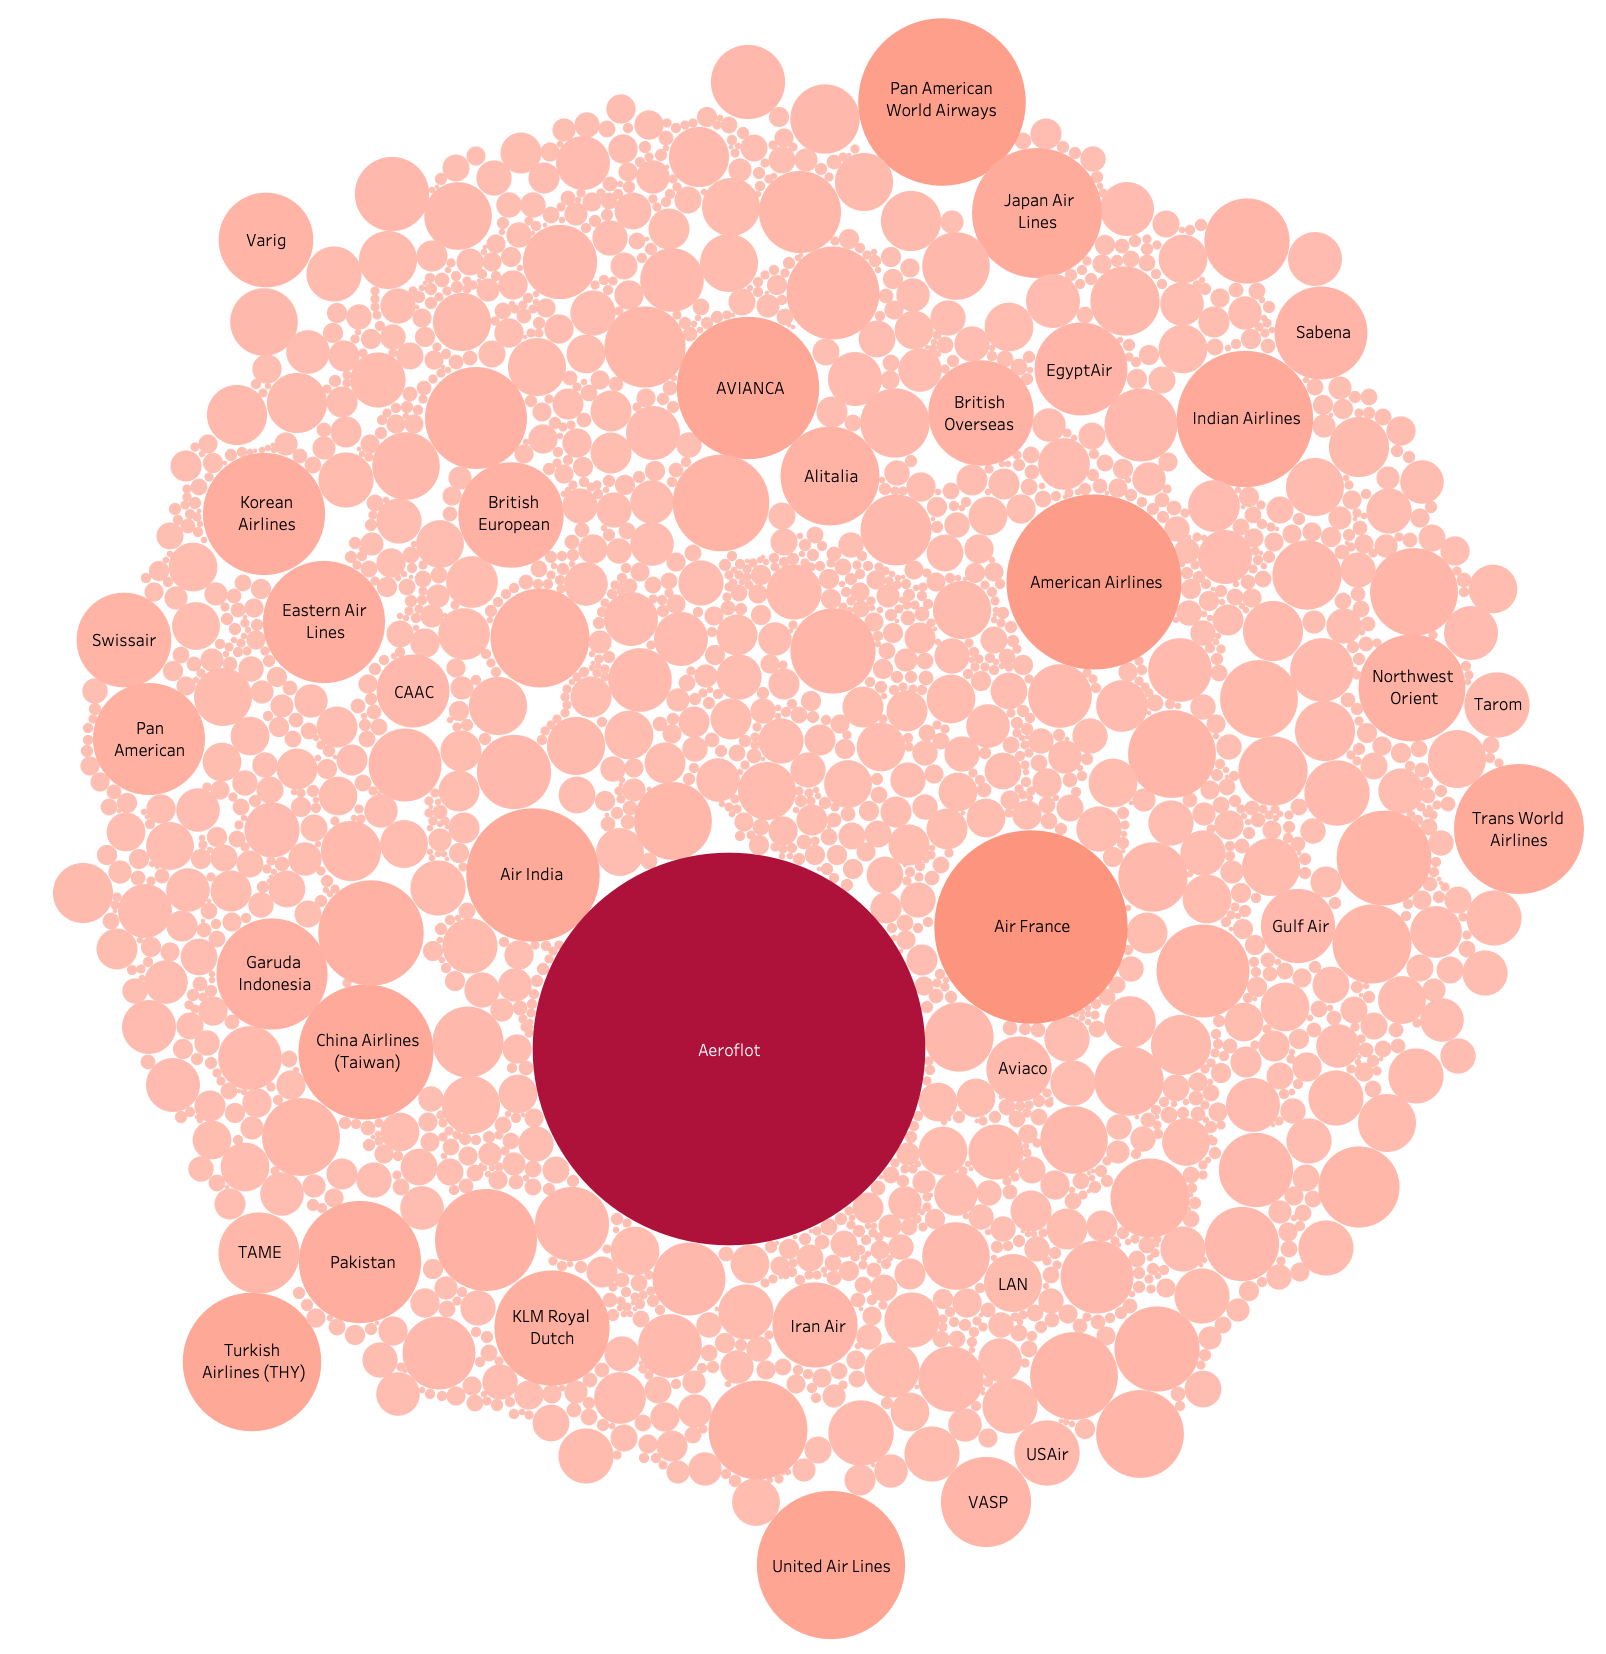 Pan American
World Airways
Japan Air
Lines
Varig
Sabena
EgyptAir
AVIANCA
British
Overseas
Indian Airlines
Alitalia
Korean
Airlines
British
European
American Airlines
Eastern Air
Lines
Swissair
CAAC
Northwest
Orient
Tarom
Pan
American
Trans World
Airlines
Air India
Air France
Gulf Air
Garuda
Indonesia
China Airlines
(Taiwan)
Aeroflot
Aviaco
TAME
Pakistan
LAN
KLM Royal
Dutch
Iran Air
Turkish
Airlines (THY)
USAir
VASP
United Air Lines